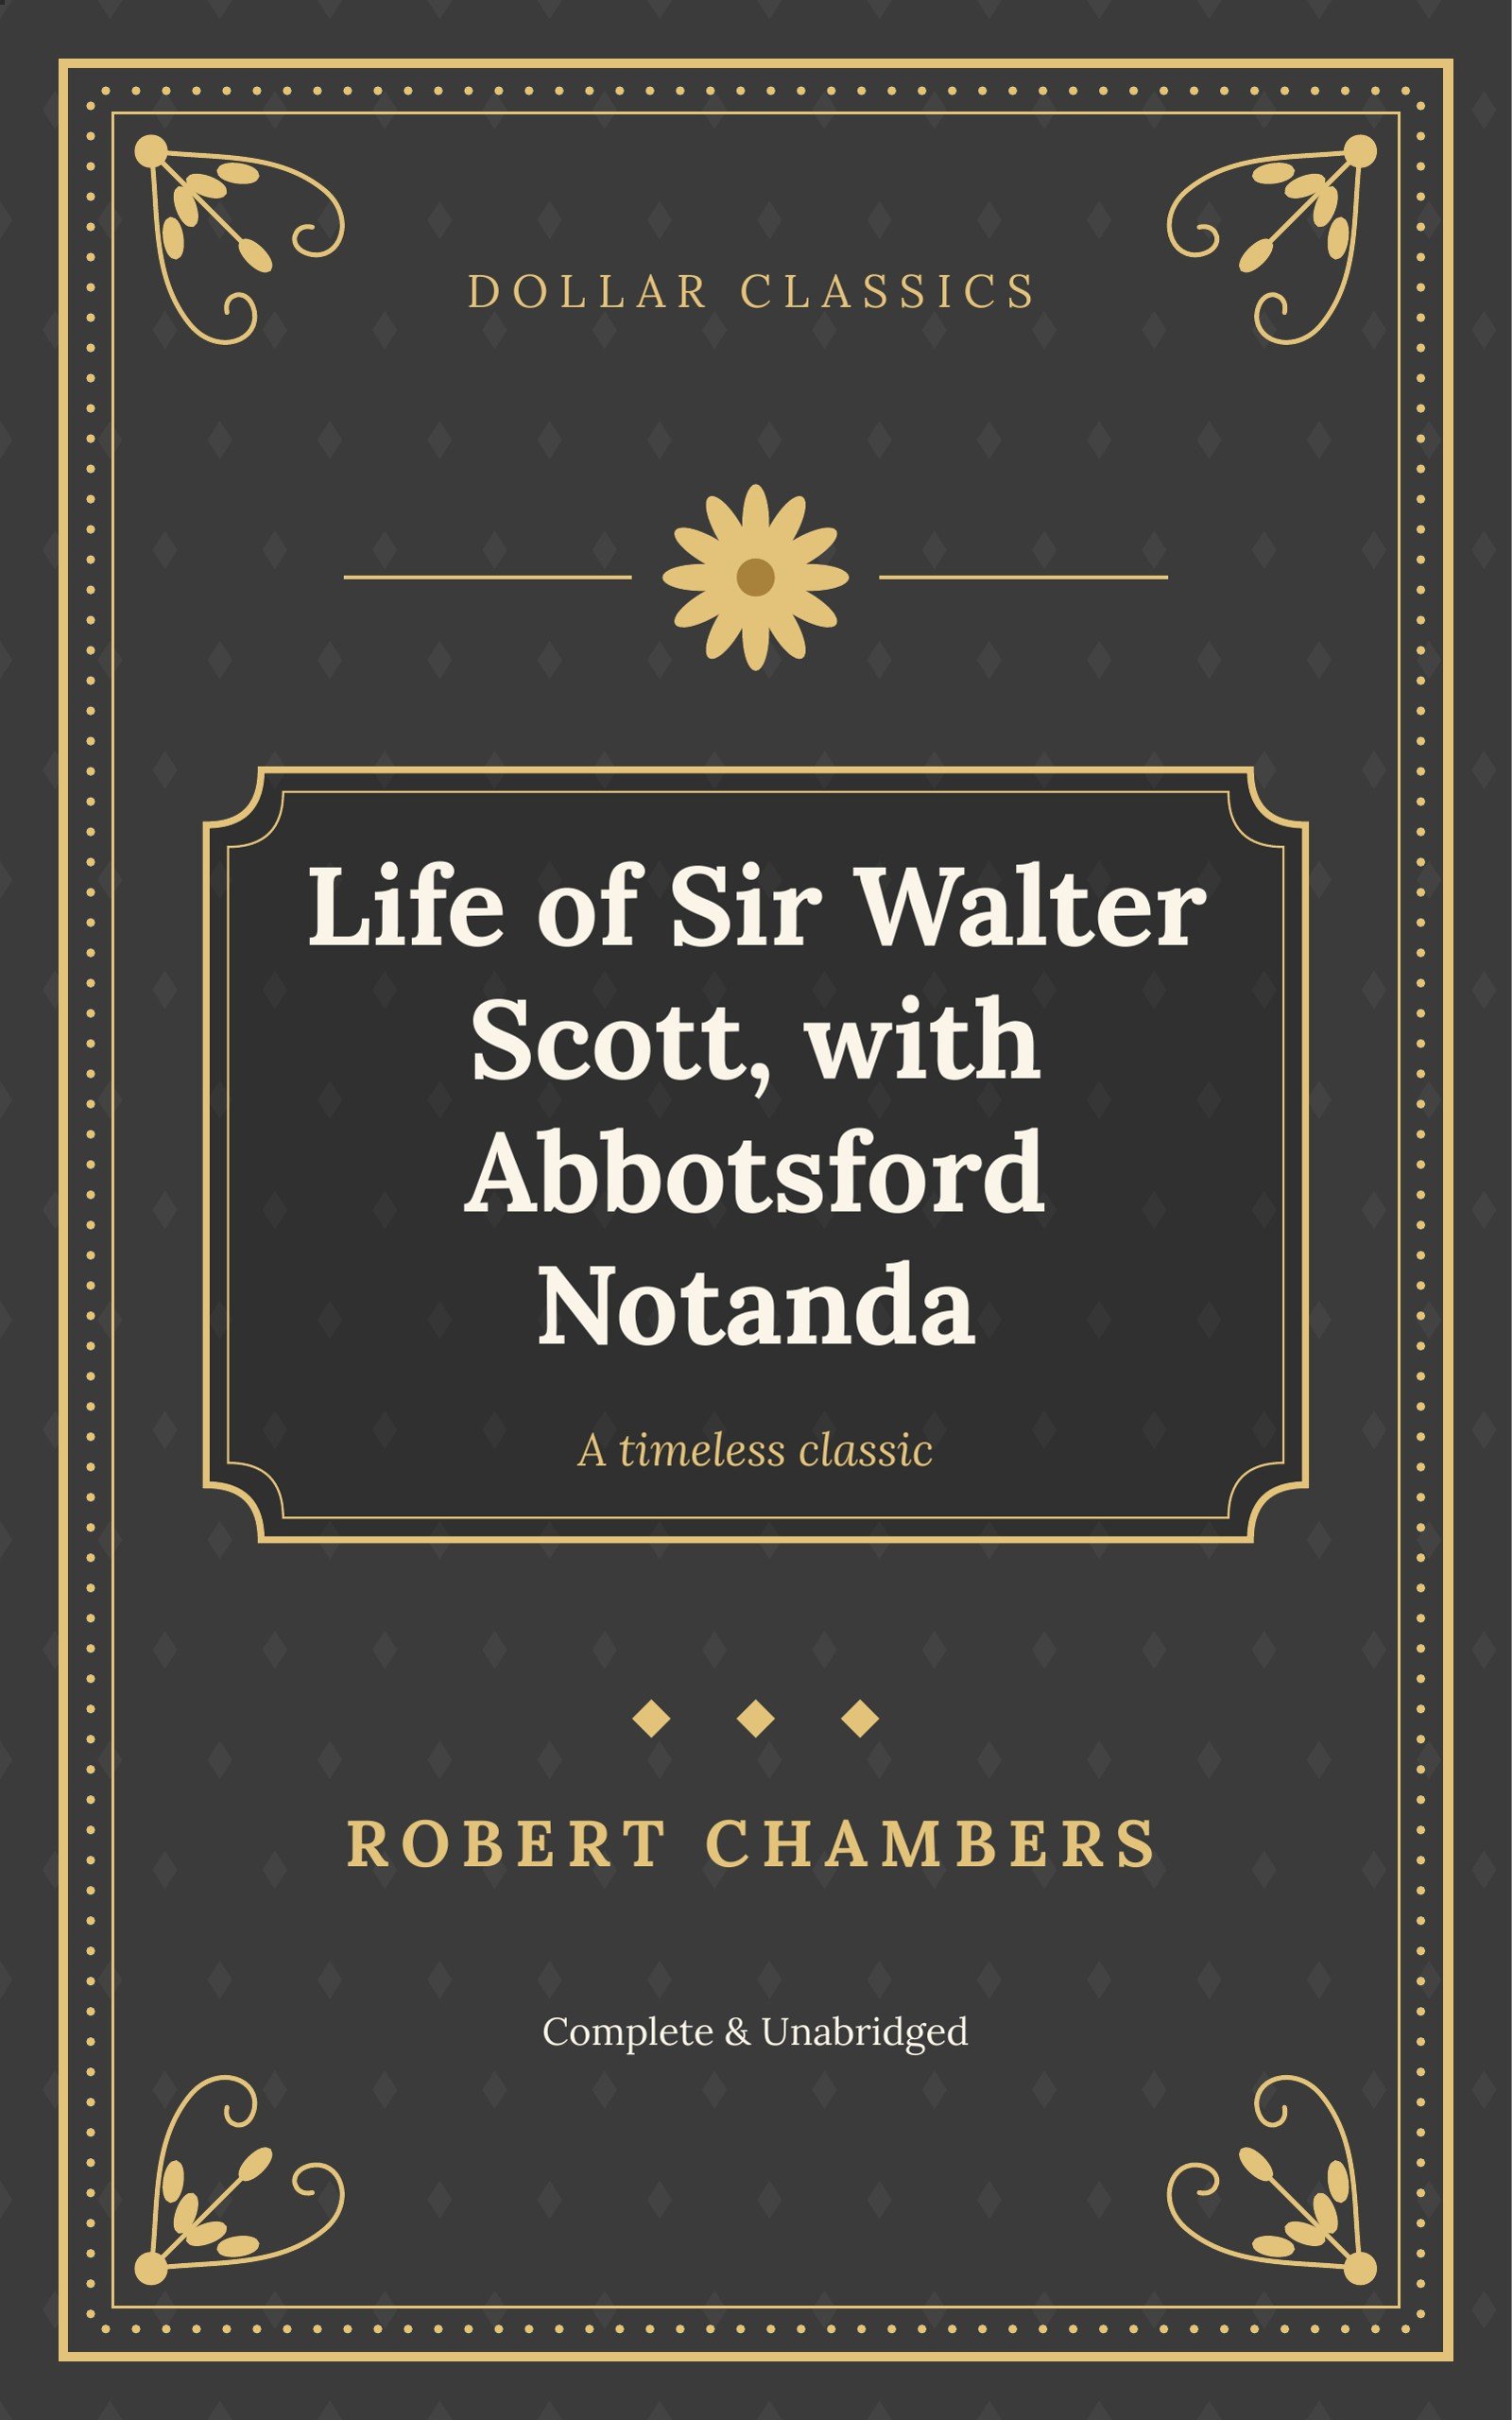 DOLLAR CLASSICS
Life of Sir Walter
Scott, with
Abbotsford
Notanda
A timeless classic
ROBERT CHAMBERS
Complete & Unabridged